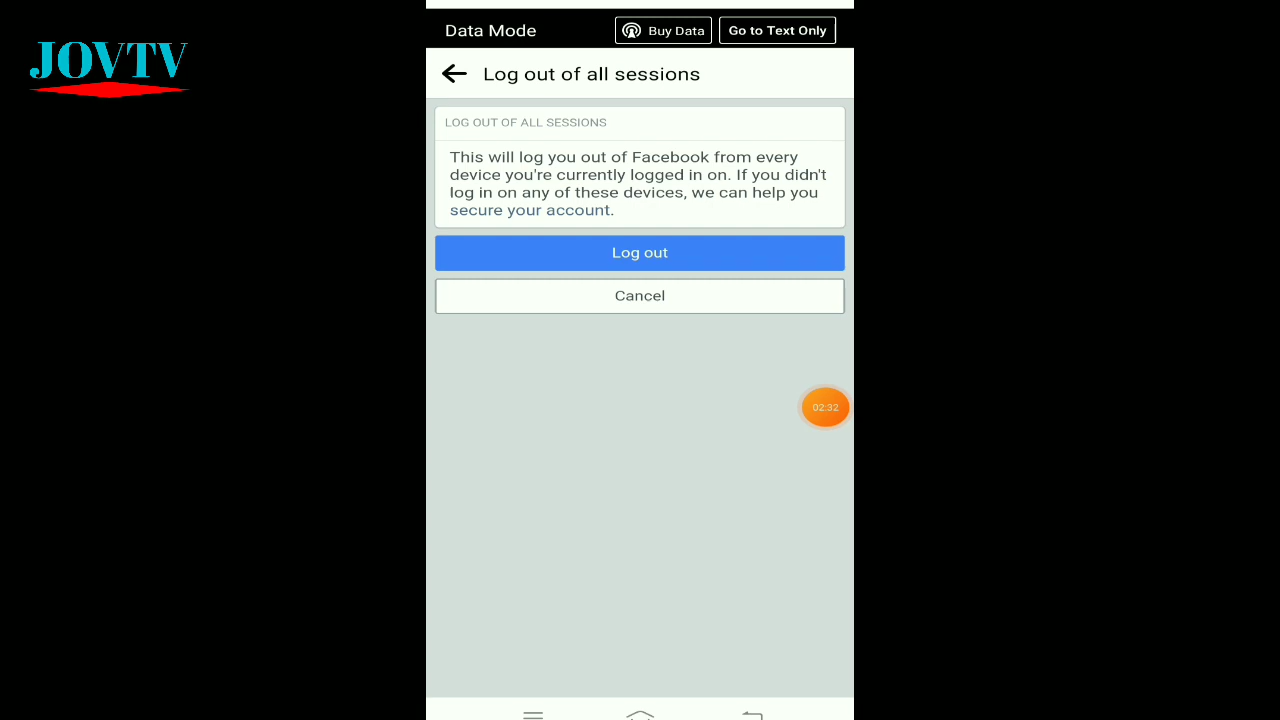 JOVTV
Data Mode
Buy Data
Go to Text Only
Log out of all sessions
LOG OUT OF ALL SESSIONS
This will log you out of Facebook from every
device you're currently logged in on. If you didn't
log in on any of these devices, we can help you
secure your account.
Log out
Cancel
02:32